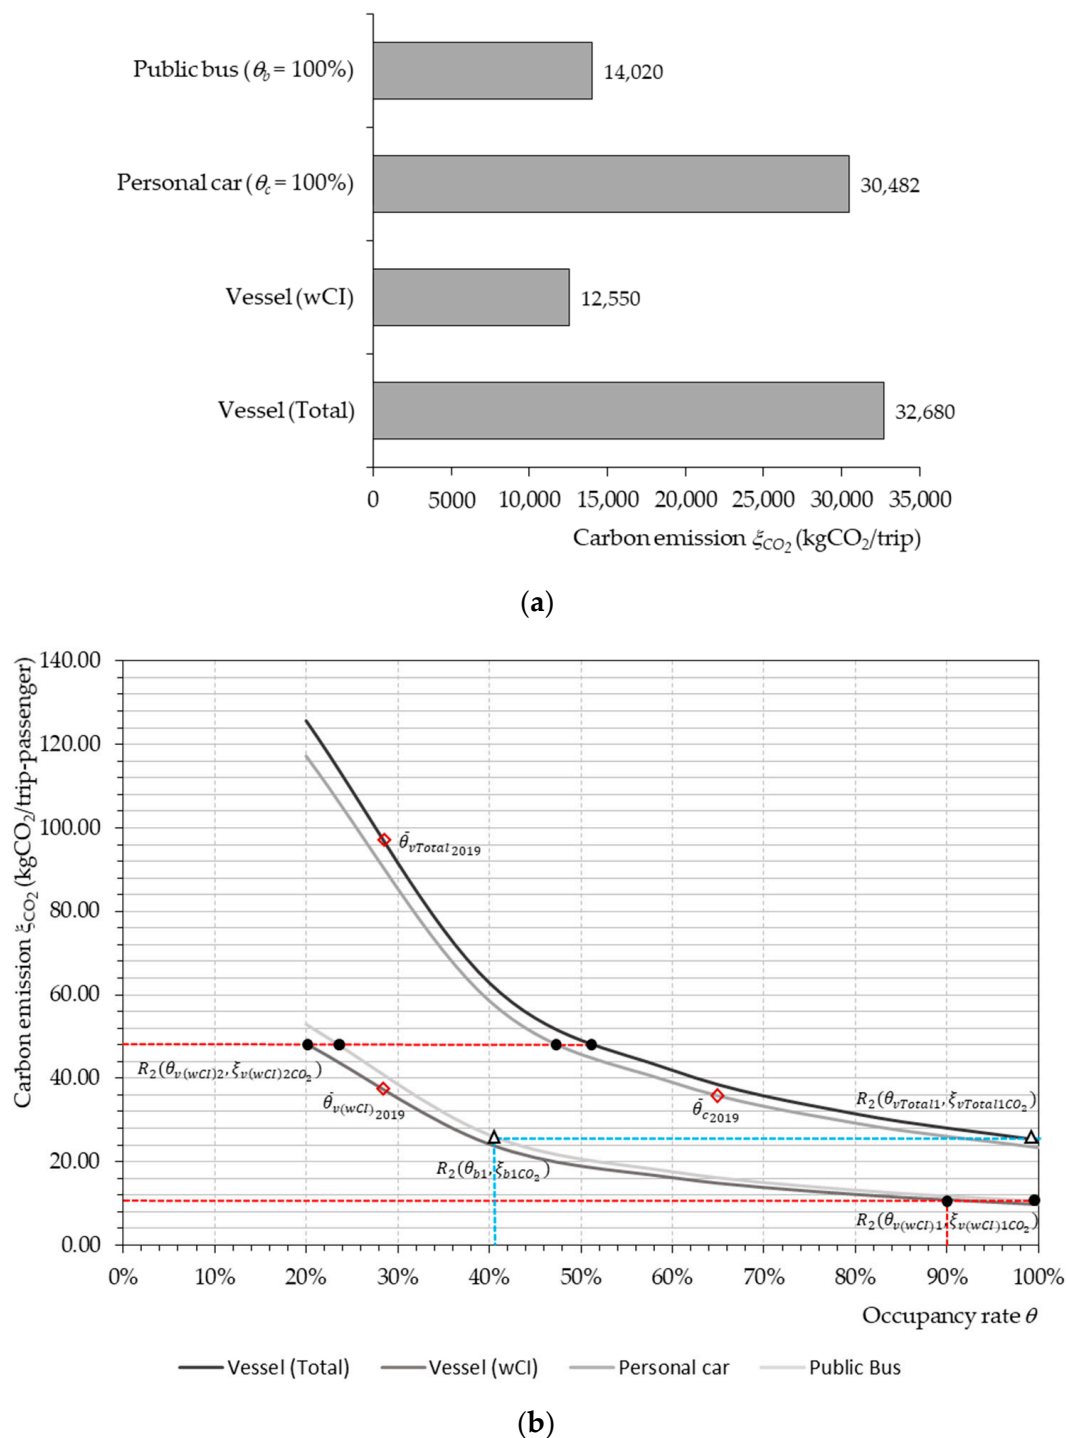 Public bus (θb = 100%)
14,020
Personal car (θc = 100%)
30,482
Vessel (wCI)
12,550
Vessel (Total)
32,680
0 5000 10,000 15,000 20,000 25,000 30,000 35,000
Carbon emission ξCO2 (kgCO2/trip)
(a)
Carbon emission ξCO2 (kgCO2/trip-passenger)
140.00
120.00
100.00
80.00
60.00
40.00
20.00
0.00
θ̄vTotal2019
R2(θv(wCI)2,ξv(wCI)2CO2)
θ̄v(wCI)2019
θ̄c2019
R2(θvTotal1,ξvTotal1CO2)
R2(θb1,ξb1CO2)
R2(θv(wCI)1,ξv(wCI)1CO2)
0% 10% 20% 30% 40% 50% 60% 70% 80% 90% 100%
Occupancy rate θ
Vessel (Total) Vessel (wCI) Personal car Public Bus
(b)